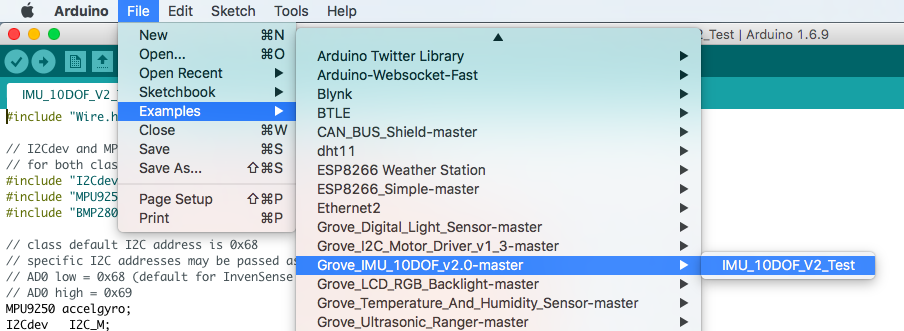 Arduino File Edit Sketch Tools Help
_Test | Arduino 1.6.9
IMU_10DOF_V2_
New ⌘N
Open... ⌘O
Open Recent
Sketchbook
Examples
Close ⌘W
Save ⌘S
Save As... ⇧⌘S
Page Setup ⇧⌘P
Print ⌘P
Arduino Twitter Library
Arduino-Websocket-Fast
Blynk
BTLE
CAN_BUS_Shield-master
dht11
ESP8266 Weather Station
ESP8266_Simple-master
Ethernet2
Grove_Digital_Light_Sensor-master
Grove_I2C_Motor_Driver_v1_3-master
Grove_IMU_10DOF_v2.0-master
Grove_LCD_RGB_Backlight-master
Grove_Temperature_And_Humidity_Sensor-master
Grove_Ultrasonic_Ranger-master
IMU_10DOF_V2_Test
#include "Wire.h
// I2Cdev and MP
// for both clas
#include "I2Cdev
#include "MPU925
#include "BMP280
// class default I2C address is 0x68
// specific I2C addresses may be passed as
// AD0 low = 0x68 (default for InvenSense
// AD0 high = 0x69
MPU9250 accelgyro;
I2Cdev I2C_M;